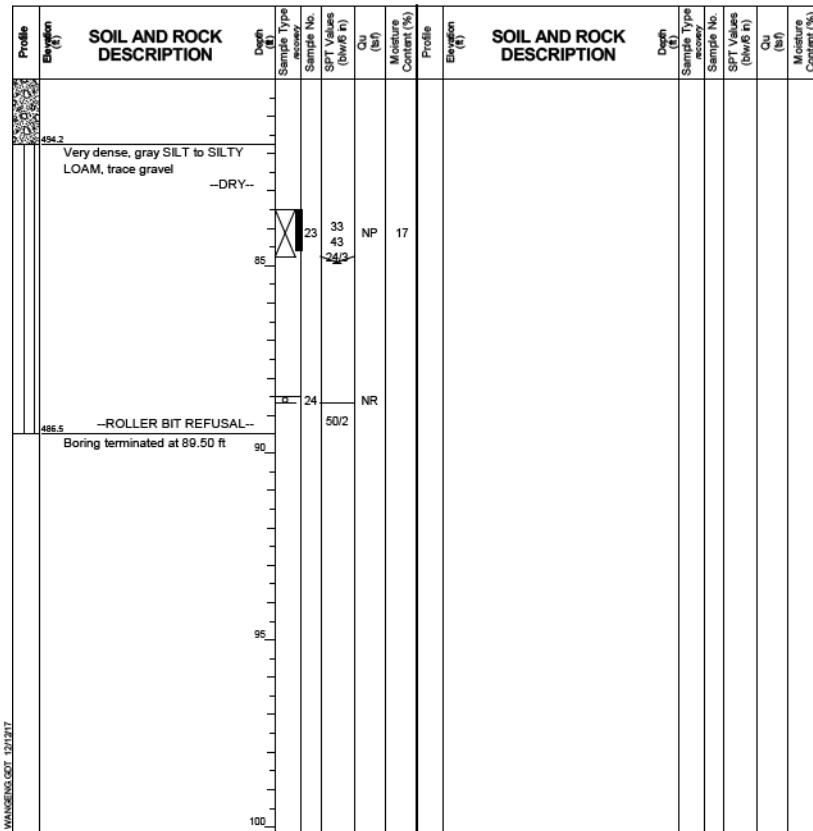 Profile
Elevation
(ft)
SOIL AND ROCK
DESCRIPTION
Depth
(ft)
Sample Type
recovery
Sample No.
SPT Values
(blw/6 in)
Qu
(tsf)
Moisture
Content (%)
Profile
Elevation
(ft)
SOIL AND ROCK
DESCRIPTION
Depth
(ft)
Sample Type
recovery
Sample No.
SPT Values
(blw/6 in)
Qu
(tsf)
Moisture
Content (%)
494.2
Very dense, gray SILT to SILTY
LOAM, trace gravel
--DRY--
23
33
43
24/3
NP
17
85
24
50/2
NR
--ROLLER BIT REFUSAL--
486.5
Boring terminated at 89.50 ft
90
95
100
WANGENG.GDT 12/12/17